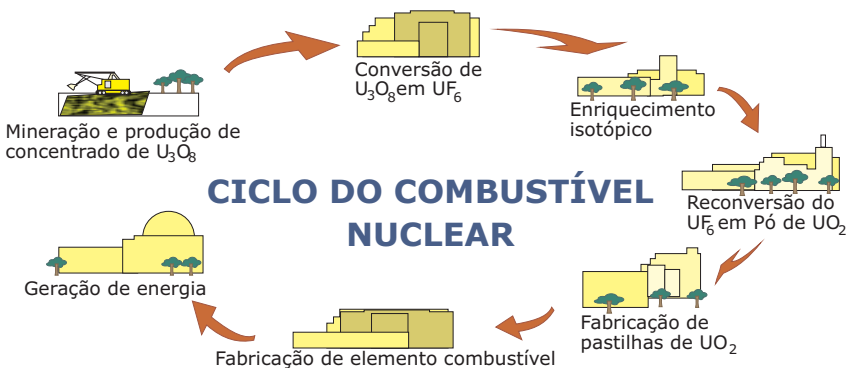 Mineração e produção de
concentrado de U₃O₈
Conversão de
U₃O₈em UF₆
Enriquecimento
isotópico
Reconversão do
UF₆ em Pó de UO₂
Fabricação de
pastilhas de UO₂
Fabricação de elemento combustível
Geração de energia
CICLO DO COMBUSTÍVEL
NUCLEAR